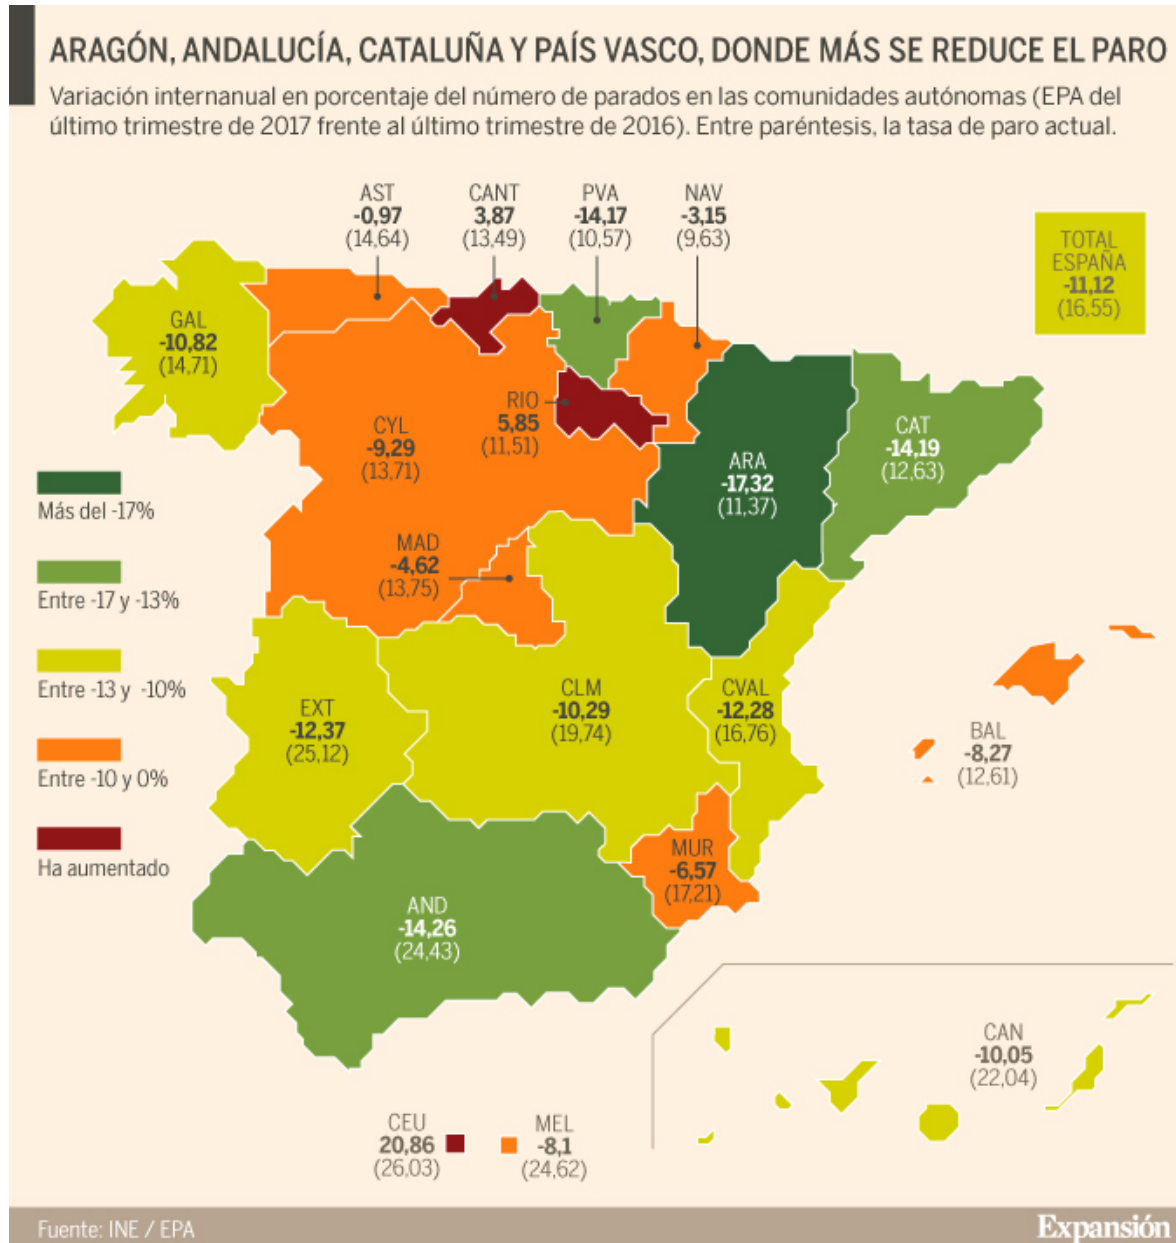 ARAGÓN, ANDALUCÍA, CATALUÑA Y PAÍS VASCO, DONDE MÁS SE REDUCE EL PARO
Variación internanual en porcentaje del número de parados en las comunidades autónomas (EPA del
último trimestre de 2017 frente al último trimestre de 2016). Entre paréntesis, la tasa de paro actual.
AST
-0,97
(14,64)
CANT
3,87
(13,49)
PVA
-14,17
(10,57)
NAV
-3,15
(9,63)
TOTAL
ESPAÑA
-11,12
(16,55)
GAL
-10,82
(14,71)
CYL
-9,29
(13,71)
RIO
5,85
(11,51)
ARA
-17,32
(11,37)
CAT
-14,19
(12,63)
MAD
-4,62
(13,75)
Más del -17%
Entre -17 y -13%
Entre -13 y -10%
Entre -10 y 0%
Ha aumentado
EXT
-12,37
(25,12)
CLM
-10,29
(19,74)
CVAL
-12,28
(16,76)
BAL
-8,27
(12,61)
MUR
-6,57
(17,21)
AND
-14,26
(24,43)
CAN
-10,05
(22,04)
CEU
20,86
(26,03)
MEL
-8,1
(24,62)
Fuente: INE / EPA
Expansión